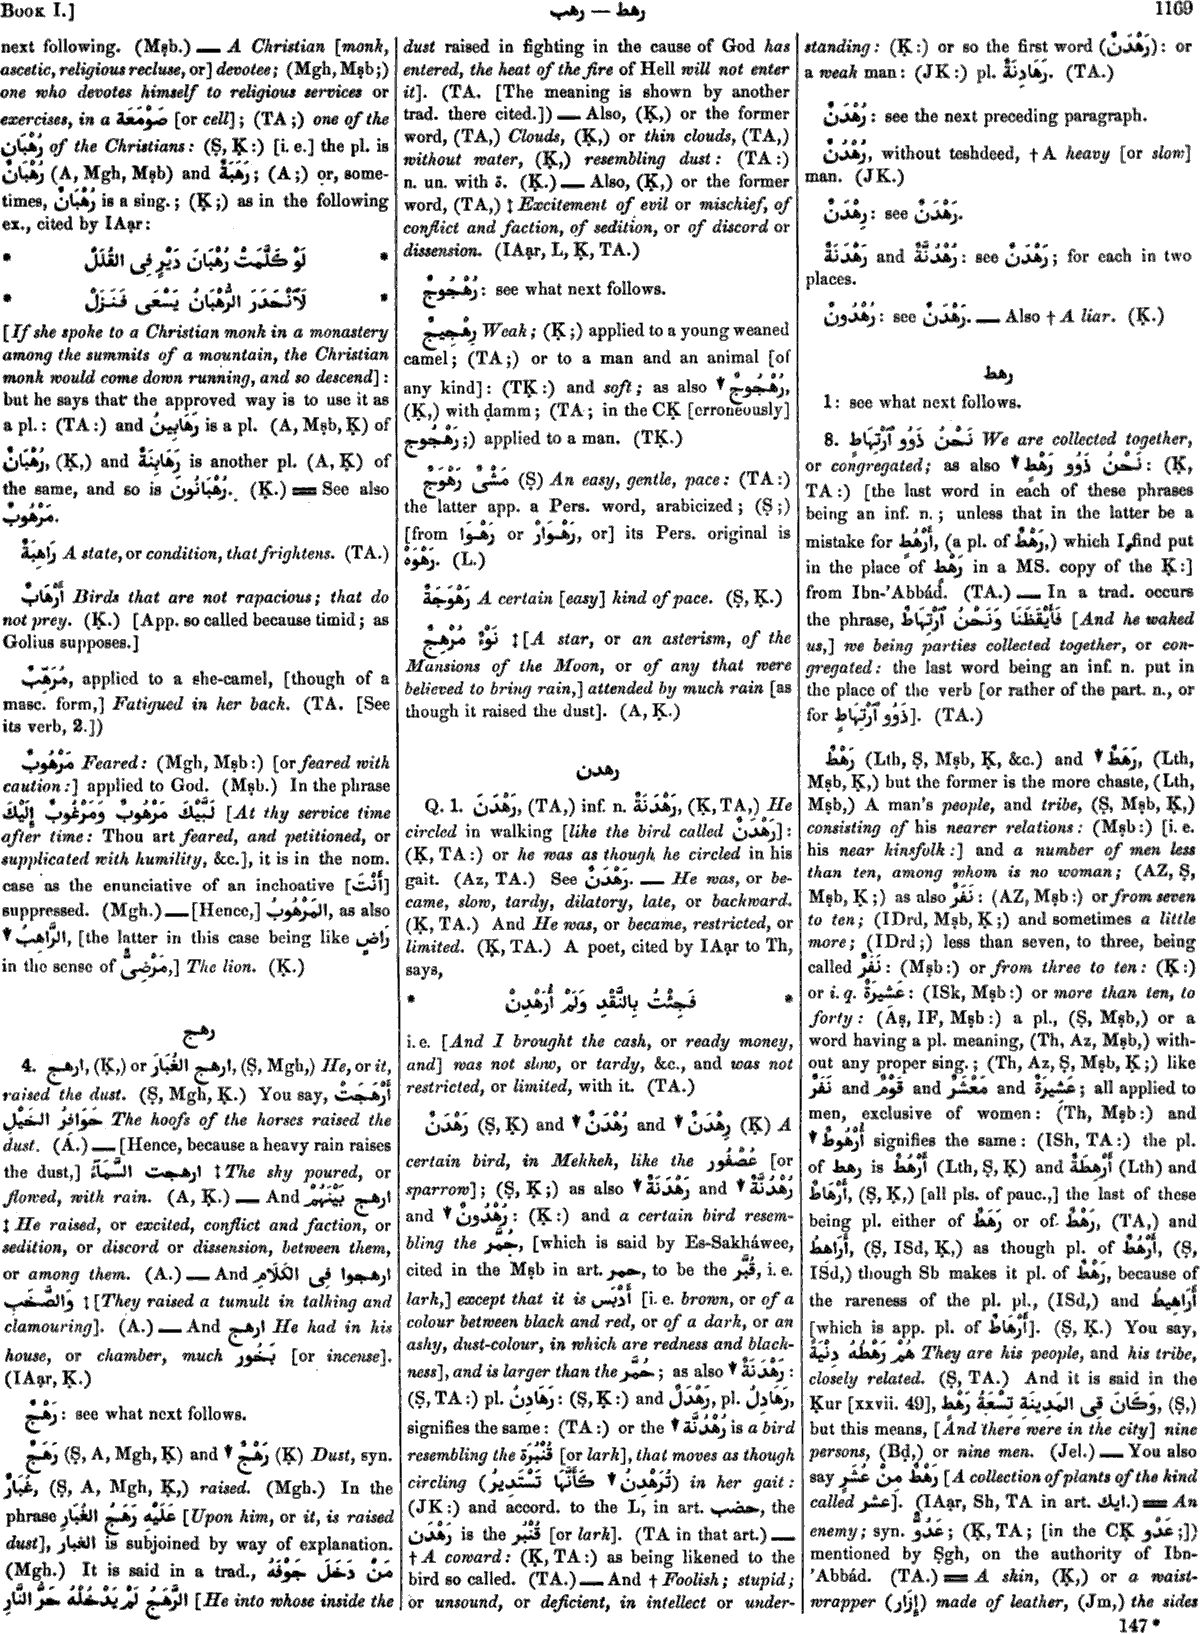 Book I.]
رهب — رهط
1169
next following. (Mṣb.) — A Christian [monk,
ascetic, religious recluse, or] devotee; (Mgh, Mṣb;)
one who devotes himself to religious services or
exercises, in a صَوْمَعَة [or cell]; (TA;) one of the
رُهْبَان of the Christians: (Ṣ, Ḳ:) [i. e.] the pl. is
رُهْبَانٌ (A, Mgh, Mṣb) and رَهَبَةٌ; (A;) or, some-
times, رُهْبَانٌ is a sing.; (Ḳ;) as in the following
ex., cited by IAạr:
* لَوْ كَلَّمَتْ رُهْبَانَ دَيْرٍ فِى القُلَلْ *
* لَٱنْحَدَرَ الرُّهْبَانُ يَسْعَى فَنَزَلْ *
[If she spoke to a Christian monk in a monastery
among the summits of a mountain, the Christian
monk would come down running, and so descend]:
but he says that the approved way is to use it as
a pl.: (TA:) and رَهَابِينُ is a pl. (A, Mṣb, Ḳ) of
رُهْبَانٌ, (Ḳ,) and رَهَابِنَةٌ is another pl. (A, Ḳ) of
the same, and so is رُهْبَانُونَ. (Ḳ.) = See also
مَرْهُوبٌ.
رَاهِبَةٌ A state, or condition, that frightens. (TA.)
أَرْهَابٌ Birds that are not rapacious; that do
not prey. (Ḳ.) [App. so called because timid; as
Golius supposes.]
مُرَهِّبٌ, applied to a she-camel, [though of a
masc. form,] Fatigued in her back. (TA. [See
its verb, 2.])
مَرْهُوبٌ Feared: (Mgh, Mṣb:) [or feared with
caution:] applied to God. (Mṣb.) In the phrase
لَبَّيْكَ مَرْهُوبٌ وَمَرْغُوبٌ إِلَيْكَ [At thy service time
after time: Thou art feared, and petitioned, or
supplicated with humility, &c.], it is in the nom.
case as the enunciative of an inchoative [أَنْتَ]
suppressed. (Mgh.) — [Hence,] المَرْهُوبُ, as also
▼ الرَّاهِبُ, [the latter in this case being like رَاضٍ
in the sense of مَرْضِىٌّ,] The lion. (Ḳ.)
رهج
4. ارهج, (Ḳ,) or ارهج الغُبَارَ, (Ṣ, Mgh,) He, or it,
raised the dust. (Ṣ, Mgh, Ḳ.) You say, أَرْهَجَتْ
حَوَافِرُ الخَيْلِ The hoofs of the horses raised the
dust. (A.) — [Hence, because a heavy rain raises
the dust,] ارهجت السَّمَآءُ ‡ The sky poured, or
flowed, with rain. (A, Ḳ.) — And ارهج بَيْنَهُمْ
‡ He raised, or excited, conflict and faction, or
sedition, or discord or dissension, between them,
or among them. (A.) — And ارهجوا فِى الكَلَامِ
وَالصَّخَبِ ‡ [They raised a tumult in talking and
clamouring]. (A.) — And ارهج He had in his
house, or chamber, much بَخُور [or incense].
(IAạr, Ḳ.)
رَهْجٌ: see what next follows.
رَهَجٌ (Ṣ, A, Mgh, Ḳ) and ▼ رَهْجٌ (Ḳ) Dust, syn.
غُبَارٌ, (Ṣ, A, Mgh, Ḳ,) raised. (Mgh.) In the
phrase عَلَيْهِ رَهَجُ الغُبَارِ [Upon him, or it, is raised
dust], الغبار is subjoined by way of explanation.
(Mgh.) It is said in a trad., مَنْ دَخَلَ جَوْفَهُ
الرَّهَجُ لَمْ يَدْخُلْهُ حَرُّ النَّارِ [He into whose inside the
dust raised in fighting in the cause of God has
entered, the heat of the fire of Hell will not enter
it]. (TA. [The meaning is shown by another
trad. there cited.]) — Also, (Ḳ,) or the former
word, (TA,) Clouds, (Ḳ,) or thin clouds, (TA,)
without water, (Ḳ,) resembling dust: (TA:)
n. un. with ة. (Ḳ.) — Also, (Ḳ,) or the former
word, (TA,) ‡ Excitement of evil or mischief, of
conflict and faction, of sedition, or of discord or
dissension. (IAạr, L, Ḳ, TA.)
رُهْجُوجٌ: see what next follows.
رِهْجِيجٌ Weak; (Ḳ;) applied to a young weaned
camel; (TA;) or to a man and an animal [of
any kind]: (TḲ:) and soft; as also ▼ رُهْجُوجٌ,
(Ḳ,) with ḍamm; (TA; in the CḲ [erroneously]
رَهْجُوج;) applied to a man. (TḲ.)
مَشْىٌ رَهْوَجٌ (Ṣ) An easy, gentle, pace: (TA:)
the latter app. a Pers. word, arabicized; (Ṣ;)
[from رَهْوَا or رَهْوَارْ, or] its Pers. original is
رَهْوَهْ. (L.)
رَهْوَجَةٌ A certain [easy] kind of pace. (Ṣ, Ḳ.)
نَوْءٌ مُرْهِجٌ ‡ [A star, or an asterism, of the
Mansions of the Moon, or of any that were
believed to bring rain,] attended by much rain [as
though it raised the dust]. (A, Ḳ.)
رهدن
Q. 1. رَهْدَنَ, (TA,) inf. n. رَهْدَنَةٌ, (Ḳ, TA,) He
circled in walking [like the bird called رَهْدَنٌ]:
(Ḳ, TA:) or he was as though he circled in his
gait. (Az, TA.) See رَهْدَنٌ. — He was, or be-
came, slow, tardy, dilatory, late, or backward.
(Ḳ, TA.) And He was, or became, restricted, or
limited. (Ḳ, TA.) A poet, cited by IAạr to Th,
says,
* فَجِئْتُ بِالنَّقْدِ وَلَمْ أُرَهْدِنْ *
i. e. [And I brought the cash, or ready money,
and] was not slow, or tardy, &c., and was not
restricted, or limited, with it. (TA.)
رَهْدَنٌ (Ṣ, Ḳ) and ▼ رُهْدَنٌ and ▼ رِهْدَنٌ (Ḳ) A
certain bird, in Mekkeh, like the عُصْفُور [or
sparrow]; (Ṣ, Ḳ;) as also ▼ رَهْدَنَةٌ and ▼ رُهْدُنَّةٌ
and ▼ رُهْدُونٌ: (Ḳ:) and a certain bird resem-
bling the حُمَّر, [which is said by Es-Sakháwee,
cited in the Mṣb in art. حمر, to be the قُبَّر, i. e.
lark,] except that it is أَدْبَس [i. e. brown, or of a
colour between black and red, or of a dark, or an
ashy, dust-colour, in which are redness and black-
ness], and is larger than the حُمَّر; as also ▼ رَهْدَنَةٌ:
(Ṣ, TA:) pl. رَهَادِنُ: (Ṣ, Ḳ:) and رَهْدَلٌ, pl. رَهَادِلُ,
signifies the same: (TA:) or the ▼ رُهْدُنَّة is a bird
resembling the قُنْبُرَة [or lark], that moves as though
circling (كَأَنَّهَا تَسْتَدِيرُ ▼ تُرَهْدِنُ) in her gait:
(JK:) and accord. to the L, in art. حضب, the
رَهْدَن is the قُنْبُر [or lark]. (TA in that art.) —
† A coward: (Ḳ, TA:) as being likened to the
bird so called. (TA.) — And † Foolish; stupid;
or unsound, or deficient, in intellect or under-
standing: (Ḳ:) or so the first word (رَهْدَنٌ): or
a weak man: (JK:) pl. رَهَادِنَةٌ. (TA.)
رُهْدُنٌ: see the next preceding paragraph.
رُهْدُنٌ, without teshdeed, † A heavy [or slow]
man. (JK.)
رِهْدَنٌ: see رَهْدَنٌ.
رَهْدَنَةٌ and رُهْدُنَّةٌ: see رَهْدَنٌ; for each in two
places.
رُهْدُونٌ: see رَهْدَنٌ. — Also † A liar. (Ḳ.)
رهط
1: see what next follows.
8. نَحْنُ ذَوُو ٱرْتِهَاطٍ We are collected together,
or congregated; as also ▼ نَحْنُ ذَوُو رَهْطٍ: (Ḳ,
TA:) [the last word in each of these phrases
being an inf. n.; unless that in the latter be a
mistake for أَرْهُط, (a pl. of رَهْطٌ,) which I find put
in the place of رَهْط in a MS. copy of the Ḳ:]
from Ibn-'Abbád. (TA.) — In a trad. occurs
the phrase, فَأَيْقَظَنَا وَنَحْنُ ٱرْتِهَاطٌ [And he waked
us,] we being parties collected together, or con-
gregated: the last word being an inf. n. put in
the place of the verb [or rather of the part. n., or
for ذَوُو ٱرْتِهَاطٍ]. (TA.)
رَهْطٌ (Lth, Ṣ, Mṣb, Ḳ, &c.) and ▼ رَهَطٌ, (Lth,
Mṣb, Ḳ,) but the former is the more chaste, (Lth,
Mṣb,) A man's people, and tribe, (Ṣ, Mṣb, Ḳ,)
consisting of his nearer relations: (Mṣb:) [i. e.
his near kinsfolk:] and a number of men less
than ten, among whom is no woman; (AZ, Ṣ,
Mṣb, Ḳ;) as also نَفَرٌ: (AZ, Mṣb:) or from seven
to ten; (IDrd, Mṣb, Ḳ;) and sometimes a little
more; (IDrd;) less than seven, to three, being
called نَفَرٌ: (Mṣb:) or from three to ten: (Ḳ:)
or i. q. عَشِيرَةٌ: (ISk, Mṣb:) or more than ten, to
forty: (Aṣ, IF, Mṣb:) a pl., (Ṣ, Mṣb,) or a
word having a pl. meaning, (Th, Az, Mṣb,) with-
out any proper sing.; (Th, Az, Ṣ, Mṣb, Ḳ;) like
نَفَرٌ and قَوْمٌ and مَعْشَرٌ and عَشِيرَةٌ; all applied to
men, exclusive of women: (Th, Mṣb:) and
▼ أُرْهُوطٌ signifies the same: (ISh, TA:) the pl.
of رهط is أَرْهُطٌ (Lth, Ṣ, Ḳ) and أَرْهِطَةٌ (Lth) and
أَرْهَاطٌ, (Ṣ, Ḳ,) [all pls. of pauc.,] the last of these
being pl. either of رَهْطٌ or of رَهَطٌ, (TA,) and
أَرَاهِطُ, (Ṣ, ISd, Ḳ,) as though pl. of أَرْهُطٌ, (Ṣ,
ISd,) though Sb makes it pl. of رَهْطٌ, because of
the rareness of the pl. pl., (ISd,) and أَرَاهِيطُ
[which is app. pl. of أَرْهَاطٌ]. (Ṣ, Ḳ.) You say,
هُمْ رَهْطُهُ دِنْيَةً They are his people, and his tribe,
closely related. (Ṣ, TA.) And it is said in the
Ḳur [xxvii. 49], وَكَانَ فِى المَدِينَةِ تِسْعَةُ رَهْطٍ, (Ṣ,)
but this means, [And there were in the city] nine
persons, (Bḍ,) or nine men. (Jel.) — You also
say رَهْطٌ مِنْ عُشَرٍ [A collection of plants of the kind
called عشر]. (IAạr, Sh, TA in art. ايك.) = An
enemy; syn. عَدُوٌّ; (Ḳ, TA; [in the CḲ عَدْو;])
mentioned by Ṣgh, on the authority of Ibn-
'Abbád. (TA.) = A skin, (Ḳ,) or a waist-
wrapper (إِزَار) made of leather, (Jm,) the sides
147 *